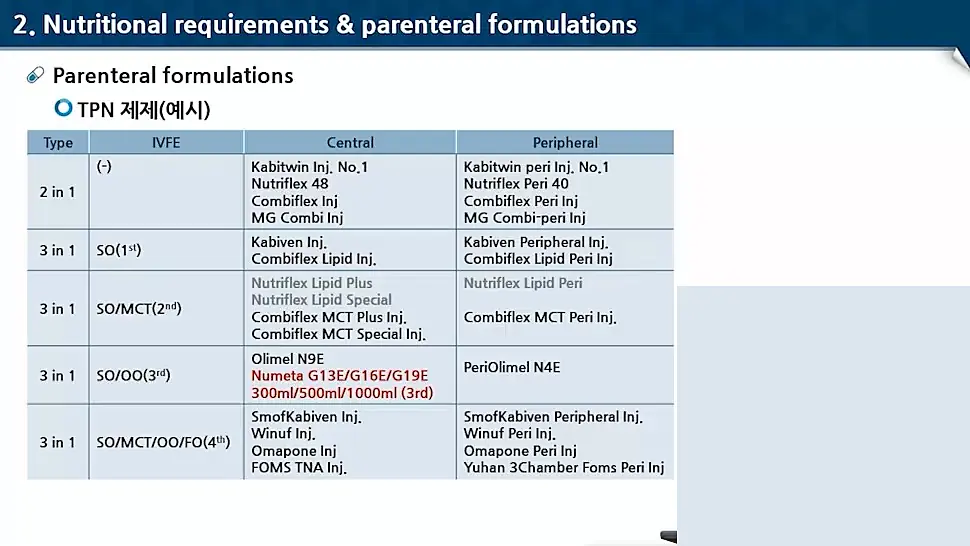 2. Nutritional requirements & parenteral formulations
Parenteral formulations
TPN 제제(예시)
Type IVFE Central Peripheral
2 in 1
(-)
Kabitwin Inj. No.1
Nutriflex 48
Combiflex Inj
MG Combi Inj
Kabitwin peri Inj. No.1
Nutriflex Peri 40
Combiflex Peri Inj
MG Combi-peri Inj
3 in 1
SO(1st)
Kabiven Inj.
Combiflex Lipid Inj.
Kabiven Peripheral Inj.
Combiflex Lipid Peri Inj
3 in 1
SO/MCT(2nd)
Nutriflex Lipid Plus
Nutriflex Lipid Special
Combiflex MCT Plus Inj.
Combiflex MCT Special Inj.
Nutriflex Lipid Peri
Combiflex MCT Peri Inj.
3 in 1
SO/OO(3rd)
Olimel N9E
Numeta G13E/G16E/G19E
300ml/500ml/1000ml (3rd)
PeriOlimel N4E
3 in 1
SO/MCT/OO/FO(4th)
SmofKabiven Inj.
Winuf Inj.
Omapone Inj
FOMS TNA Inj.
SmofKabiven Peripheral Inj.
Winuf Peri Inj.
Omapone Peri Inj
Yuhan 3Chamber Foms Peri Inj